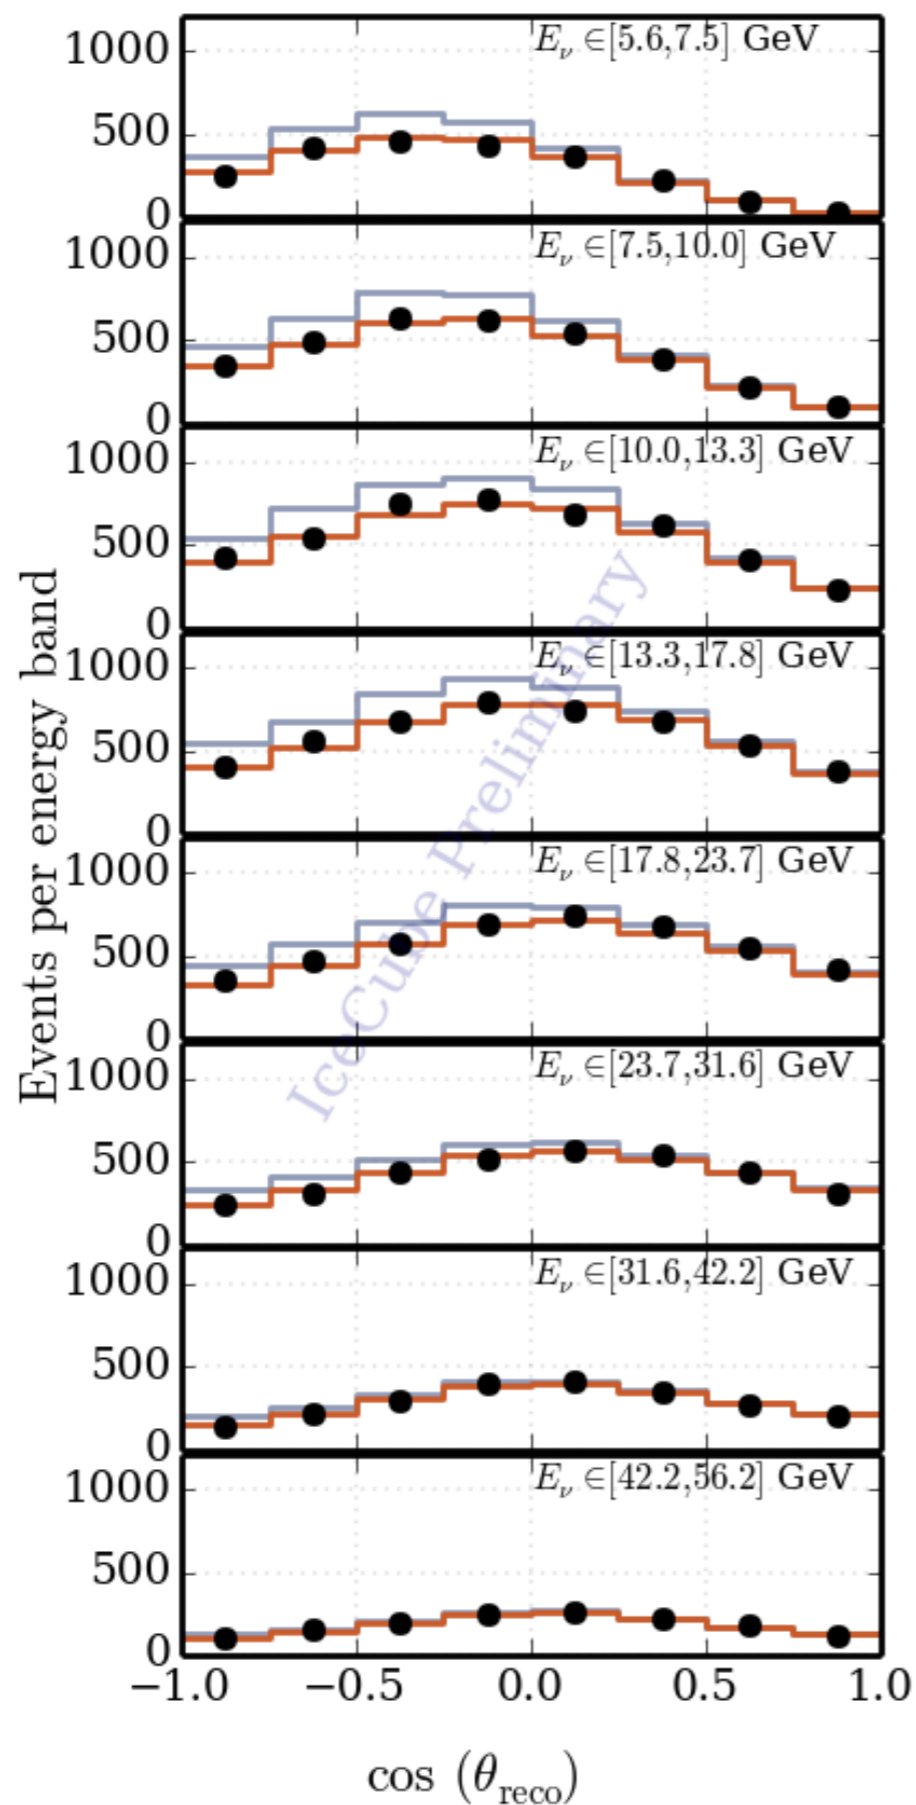 Events per energy band
1000
500
0
E_ν ∈[5.6,7.5] GeV
1000
500
0
E_ν ∈[7.5,10.0] GeV
1000
500
0
E_ν ∈[10.0,13.3] GeV
1000
500
0
E_ν ∈[13.3,17.8] GeV
1000
500
0
E_ν ∈[17.8,23.7] GeV
1000
500
0
E_ν ∈[23.7,31.6] GeV
1000
500
0
E_ν ∈[31.6,42.2] GeV
1000
500
0
E_ν ∈[42.2,56.2] GeV
IceCube Preliminary
−1.0 −0.5 0.0 0.5 1.0
cos (θ_reco)